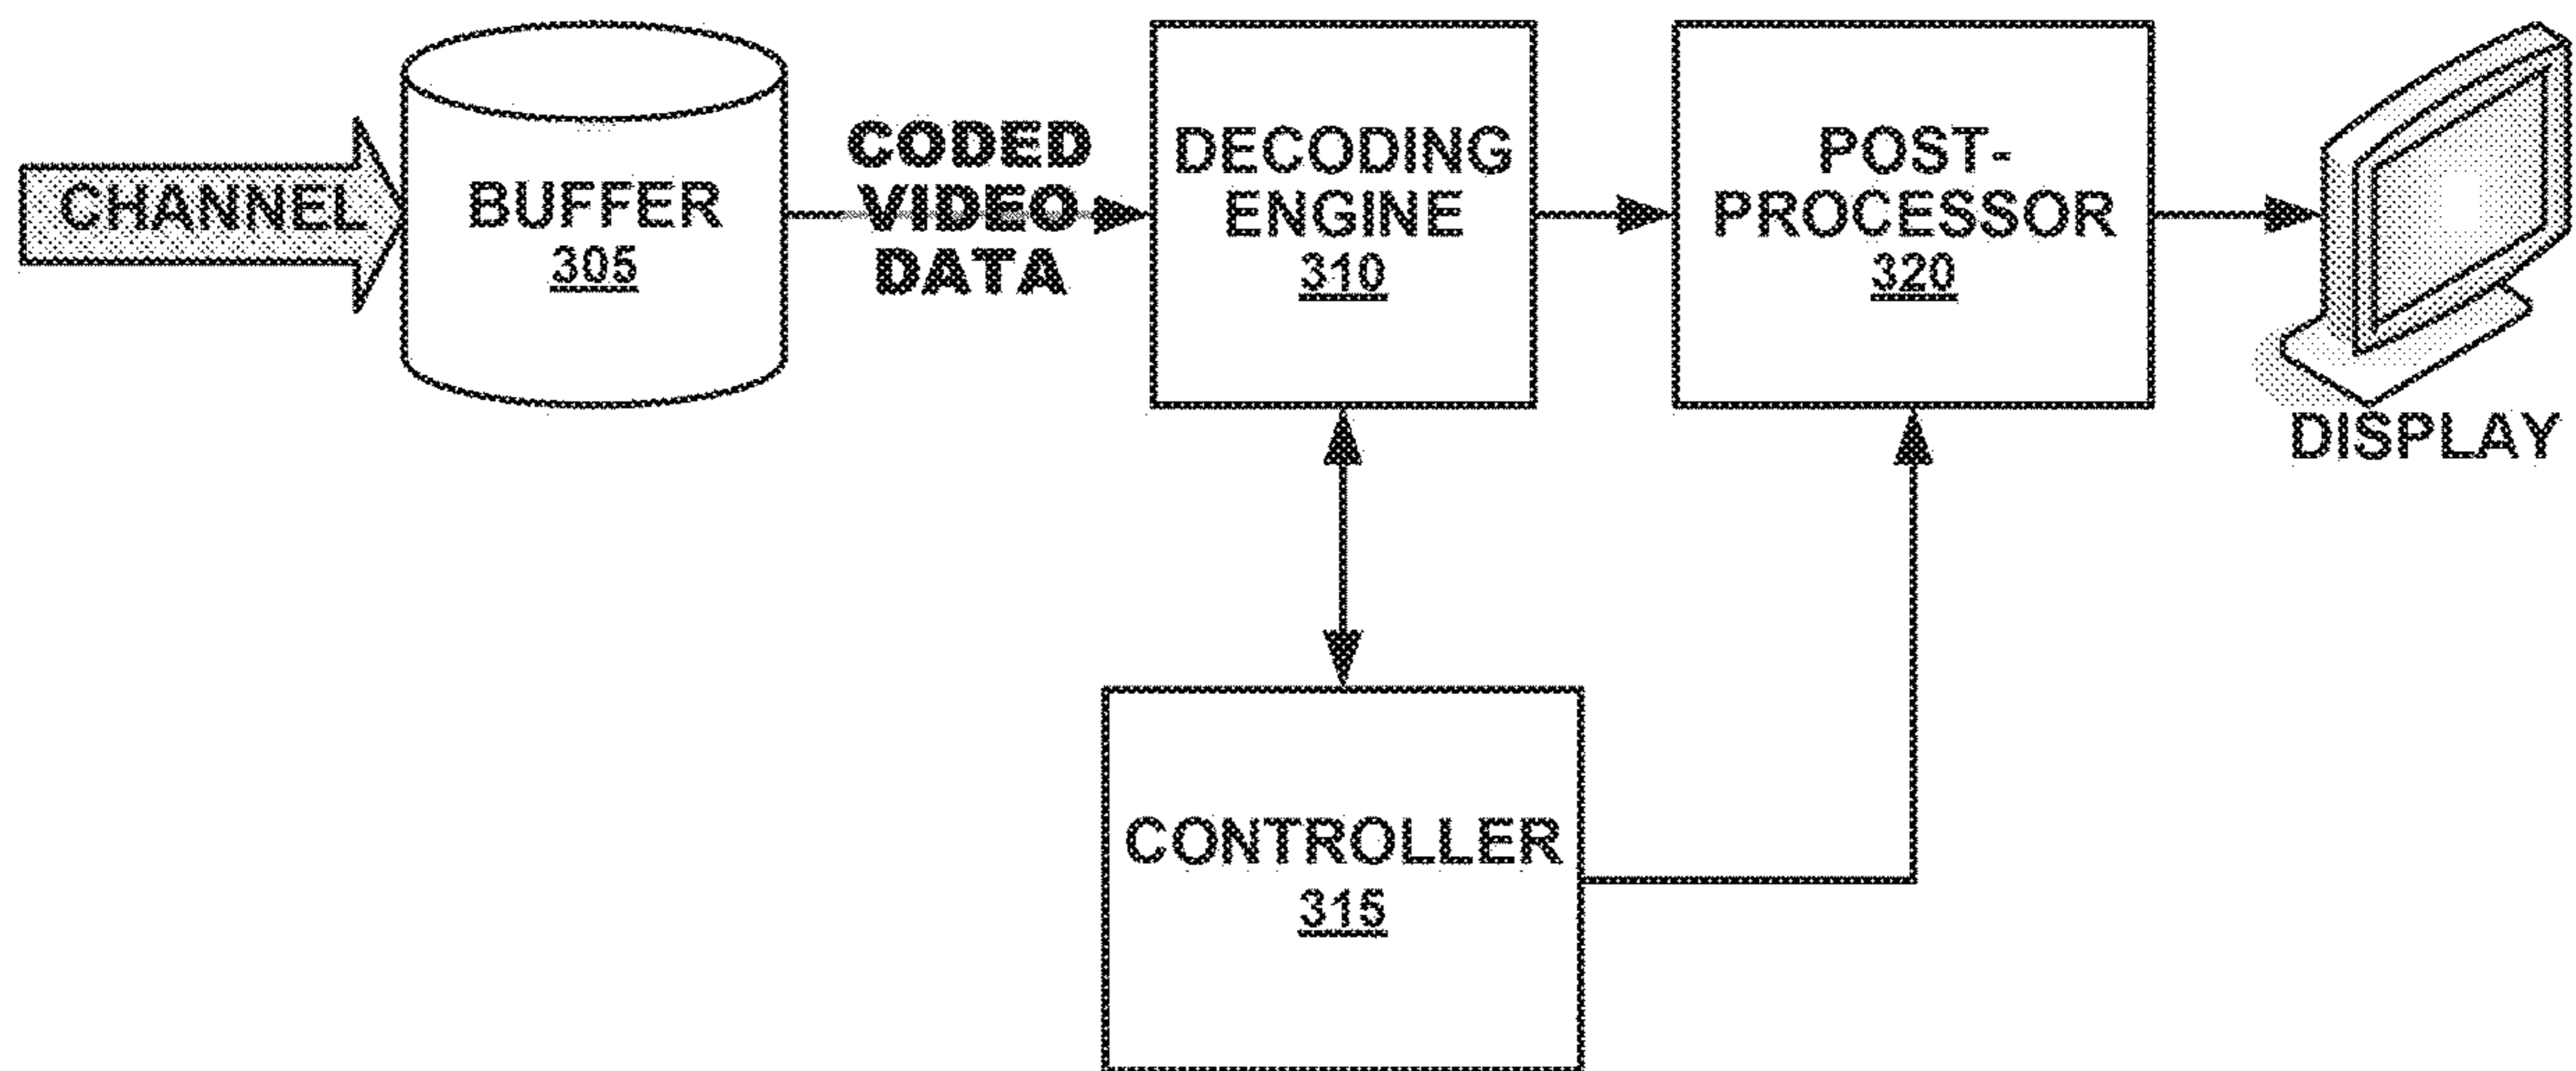 CHANNEL
BUFFER
305
CODED
VIDEO
DATA
DECODING
ENGINE
310
POST-
PROCESSOR
320
DISPLAY
CONTROLLER
315